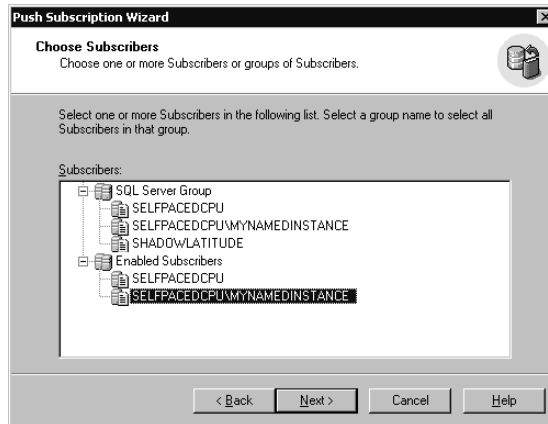 Push Subscription Wizard
Choose Subscribers
Choose one or more Subscribers or groups of Subscribers.
Select one or more Subscribers in the following list. Select a group name to select all
Subscribers in that group.
Subscribers:
SQL Server Group
SELFPACEDCPU
SELFPACEDCPU\MYNAMEDINSTANCE
SHADOWLATITUDE
Enabled Subscribers
SELFPACEDCPU
SELFPACEDCPU\MYNAMEDINSTANCE
< Back Next > Cancel Help